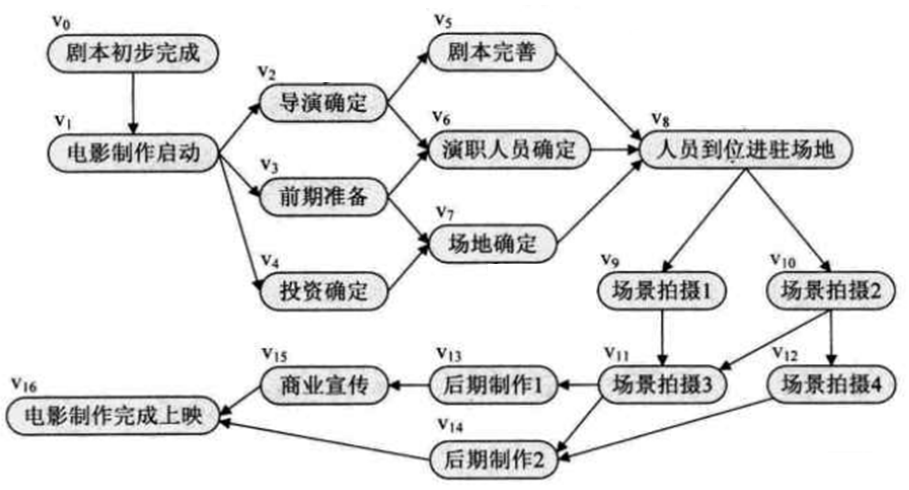 V0
剧本初步完成
V1
电影制作启动
V2
导演确定
V3
前期准备
V4
投资确定
V5
剧本完善
V6
演职人员确定
V7
场地确定
V8
人员到位进驻场地
V9
场景拍摄1
V10
场景拍摄2
V11
场景拍摄3
V12
场景拍摄4
V13
后期制作1
V14
后期制作2
V15
商业宣传
V16
电影制作完成上映